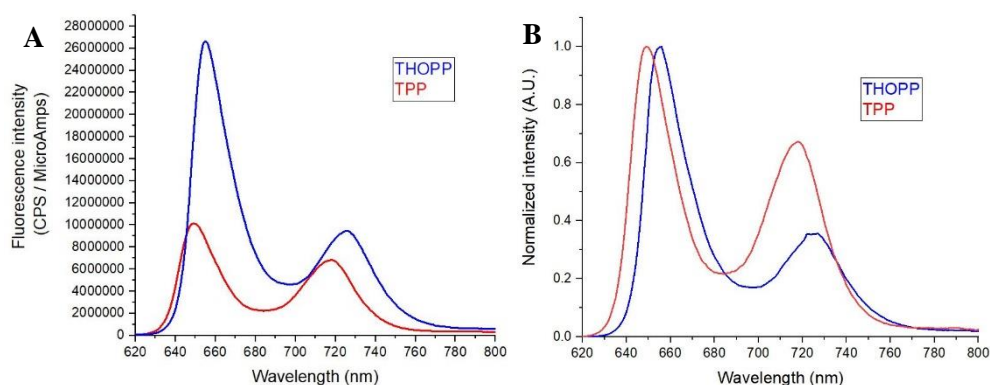 A
Fluorescence intensity
(CPS / MicroAmps)
28000000
26000000
24000000
22000000
20000000
18000000
16000000
14000000
12000000
10000000
8000000
6000000
4000000
2000000
0
THOPP
TPP
620 640 660 680 700 720 740 760 780 800
Wavelength (nm)
B
Normalized intensity (A.U.)
1.0
0.8
0.6
0.4
0.2
0.0
THOPP
TPP
620 640 660 680 700 720 740 760 780 800
Wavelength (nm)